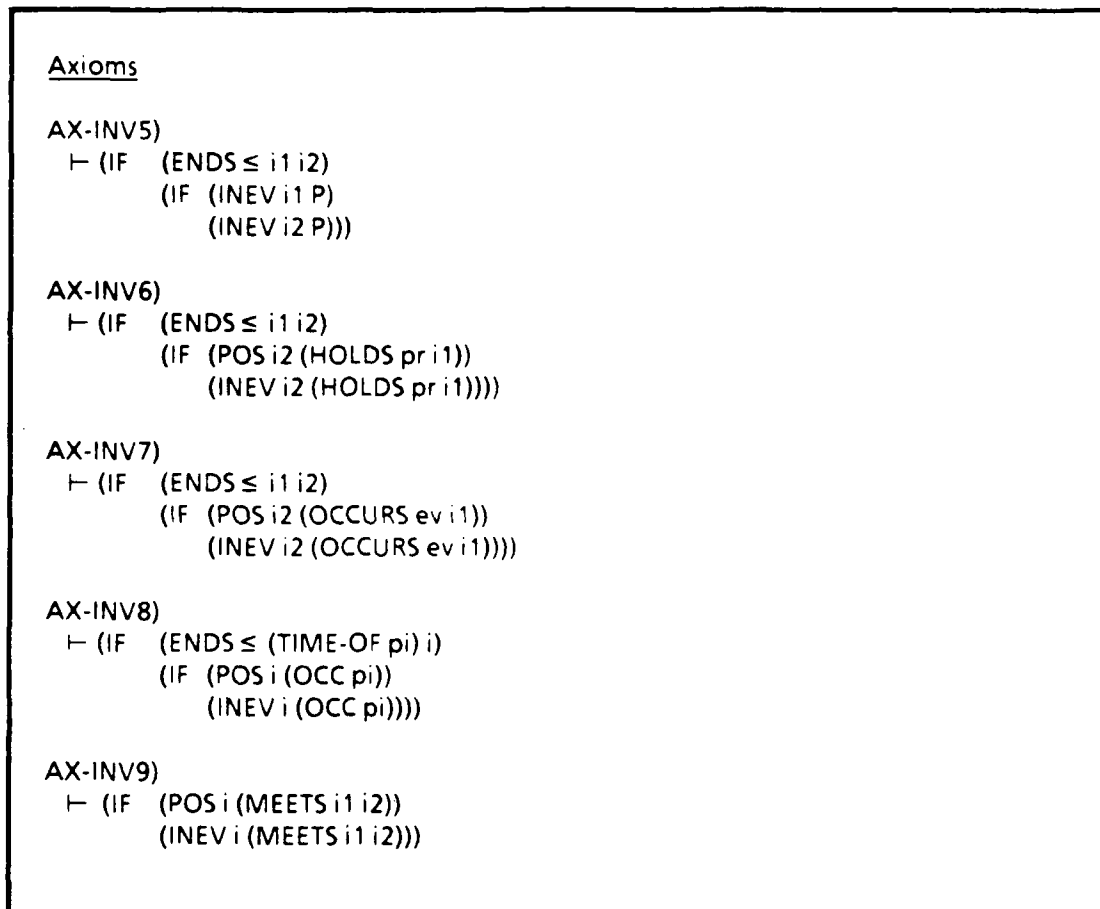 Axioms
AX-INV5)
⊢ (IF (ENDS ≤ i1 i2)
(IF (INEV i1 P)
(INEV i2 P)))
AX-INV6)
⊢ (IF (ENDS ≤ i1 i2)
(IF (POS i2 (HOLDS pr i1))
(INEV i2 (HOLDS pr i1))))
AX-INV7)
⊢ (IF (ENDS ≤ i1 i2)
(IF (POS i2 (OCCURS ev i1))
(INEV i2 (OCCURS ev i1))))
AX-INV8)
⊢ (IF (ENDS ≤ (TIME-OF pi) i)
(IF (POS i (OCC pi))
(INEV i (OCC pi))))
AX-INV9)
⊢ (IF (POS i (MEETS i1 i2))
(INEV i (MEETS i1 i2)))